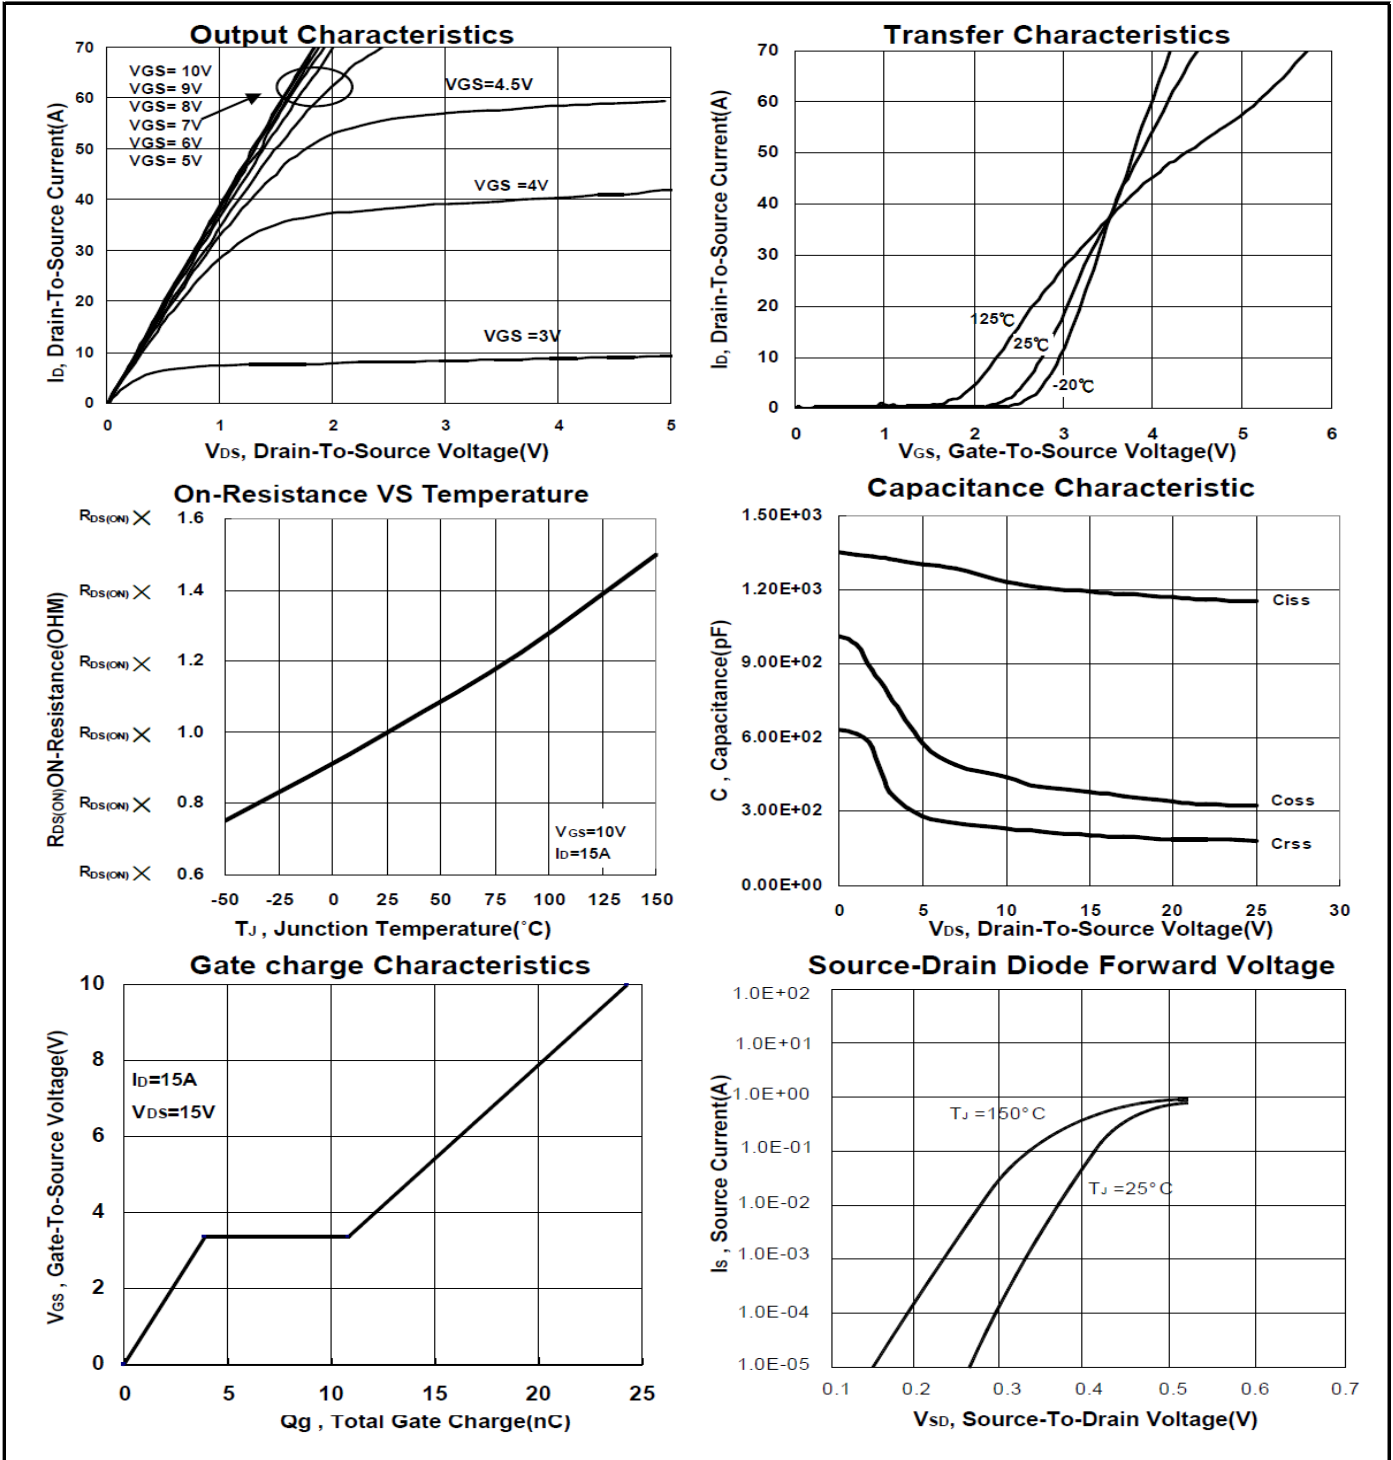 Output Characteristics
70
60
50
40
30
20
10
0
VGS= 10V
VGS= 9V
VGS= 8V
VGS= 7V
VGS= 6V
VGS= 5V
VGS=4.5V
VGS =4V
VGS =3V
0 1 2 3 4 5
ID, Drain-To-Source Current(A)
VDS, Drain-To-Source Voltage(V)
Transfer Characteristics
70
60
50
40
30
20
10
0
125℃
25℃
-20℃
0 1 2 3 4 5 6
ID, Drain-To-Source Current(A)
VGS, Gate-To-Source Voltage(V)
On-Resistance VS Temperature
RDS(ON) × 1.6
RDS(ON) × 1.4
RDS(ON) × 1.2
RDS(ON) × 1.0
RDS(ON) × 0.8
RDS(ON) × 0.6
VGS=10V
ID=15A
-50 -25 0 25 50 75 100 125 150
RDS(ON)ON-Resistance(OHM)
TJ , Junction Temperature(˚C)
Capacitance Characteristic
1.50E+03
1.20E+03
9.00E+02
6.00E+02
3.00E+02
0.00E+00
Ciss
Coss
Crss
0 5 10 15 20 25 30
C , Capacitance(pF)
VDS, Drain-To-Source Voltage(V)
Gate charge Characteristics
10
8
6
4
2
0
ID=15A
VDS=15V
0 5 10 15 20 25
VGS , Gate-To-Source Voltage(V)
Qg , Total Gate Charge(nC)
Source-Drain Diode Forward Voltage
1.0E+02
1.0E+01
1.0E+00
1.0E-01
1.0E-02
1.0E-03
1.0E-04
1.0E-05
TJ =150°C
TJ =25°C
0.1 0.2 0.3 0.4 0.5 0.6 0.7
IS , Source Current(A)
VSD, Source-To-Drain Voltage(V)